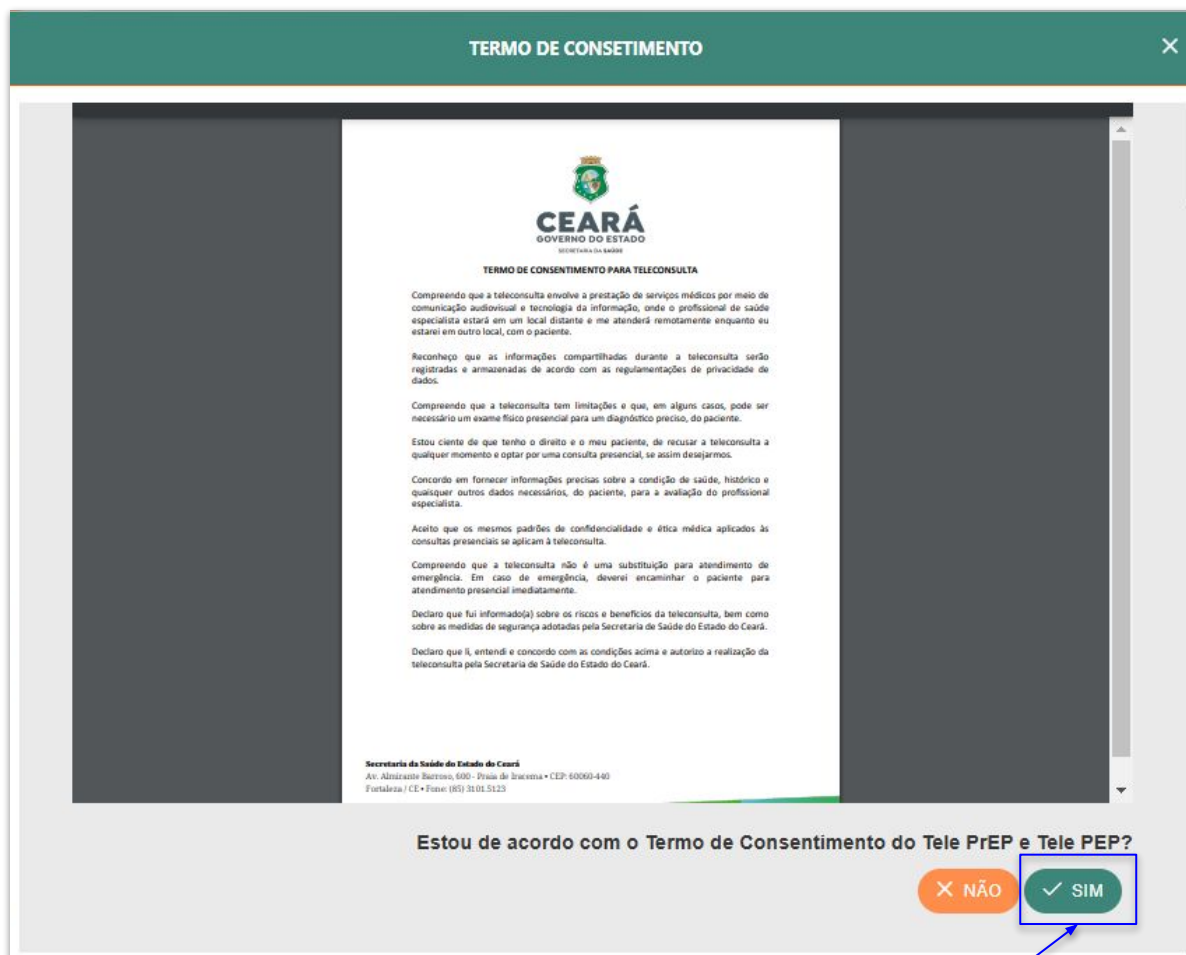 TERMO DE CONSETIMENTO
CEARÁ
GOVERNO DO ESTADO
SECRETARIA DA SAÚDE
TERMO DE CONSENTIMENTO PARA TELECONSULTA
Compreendo que a teleconsulta envolve a prestação de serviços médicos por meio de
comunicação audiovisual e tecnologia da informação, onde o profissional de saúde
especialista estará em um local distante e me atenderá remotamente enquanto eu
estarei em outro local, com o paciente.
Reconheço que as informações compartilhadas durante a teleconsulta serão
registradas e armazenadas de acordo com as regulamentações de privacidade de
dados.
Compreendo que a teleconsulta tem limitações e que, em alguns casos, pode ser
necessário um exame físico presencial para um diagnóstico preciso, do paciente.
Estou ciente de que tenho o direito e o meu paciente, de recusar a teleconsulta a
qualquer momento e optar por uma consulta presencial, se assim desejarmos.
Concordo em fornecer informações precisas sobre a condição de saúde, histórico e
quaisquer outros dados necessários, do paciente, para a avaliação do profissional
especialista.
Aceito que os mesmos padrões de confidencialidade e ética médica aplicados às
consultas presenciais se aplicam à teleconsulta.
Compreendo que a teleconsulta não é uma substituição para atendimento de
emergência. Em caso de emergência, deverei encaminhar o paciente para
atendimento presencial imediatamente.
Declaro que fui informado(a) sobre os riscos e benefícios da teleconsulta, bem como
sobre as medidas de segurança adotadas pela Secretaria de Saúde do Estado do Ceará.
Declaro que li, entendi e concordo com as condições acima e autorizo a realização da
teleconsulta pela Secretaria de Saúde do Estado do Ceará.
Secretaria da Saúde do Estado do Ceará
Av. Almirante Barroso, 600 - Praia de Iracema • CEP: 60060-440
Fortaleza / CE • Fone: (85) 3101.5123
Estou de acordo com o Termo de Consentimento do Tele PrEP e Tele PEP?
NÃO SIM